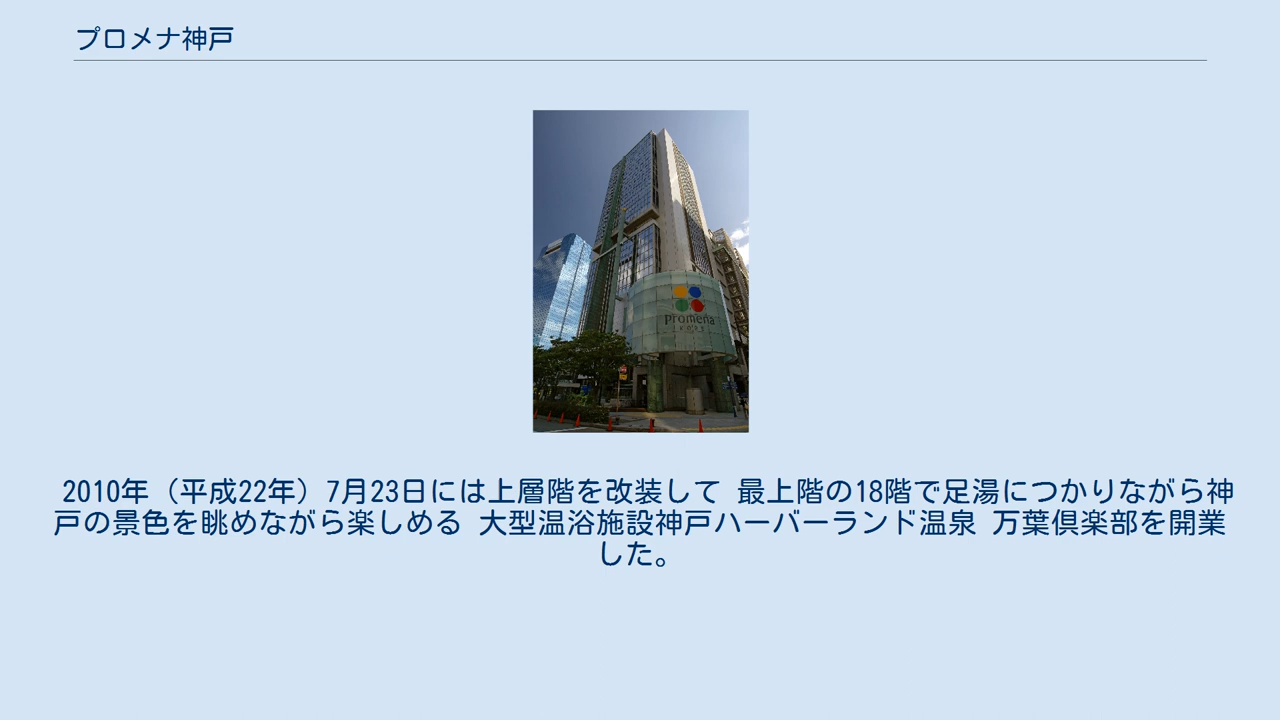 プロメナ神戸
promena
2010年（平成22年）7月23日には上層階を改装して 最上階の18階で足湯につかりながら神
戸の景色を眺めながら楽しめる 大型温浴施設神戸ハーバーランド温泉 万葉倶楽部を開業
した。